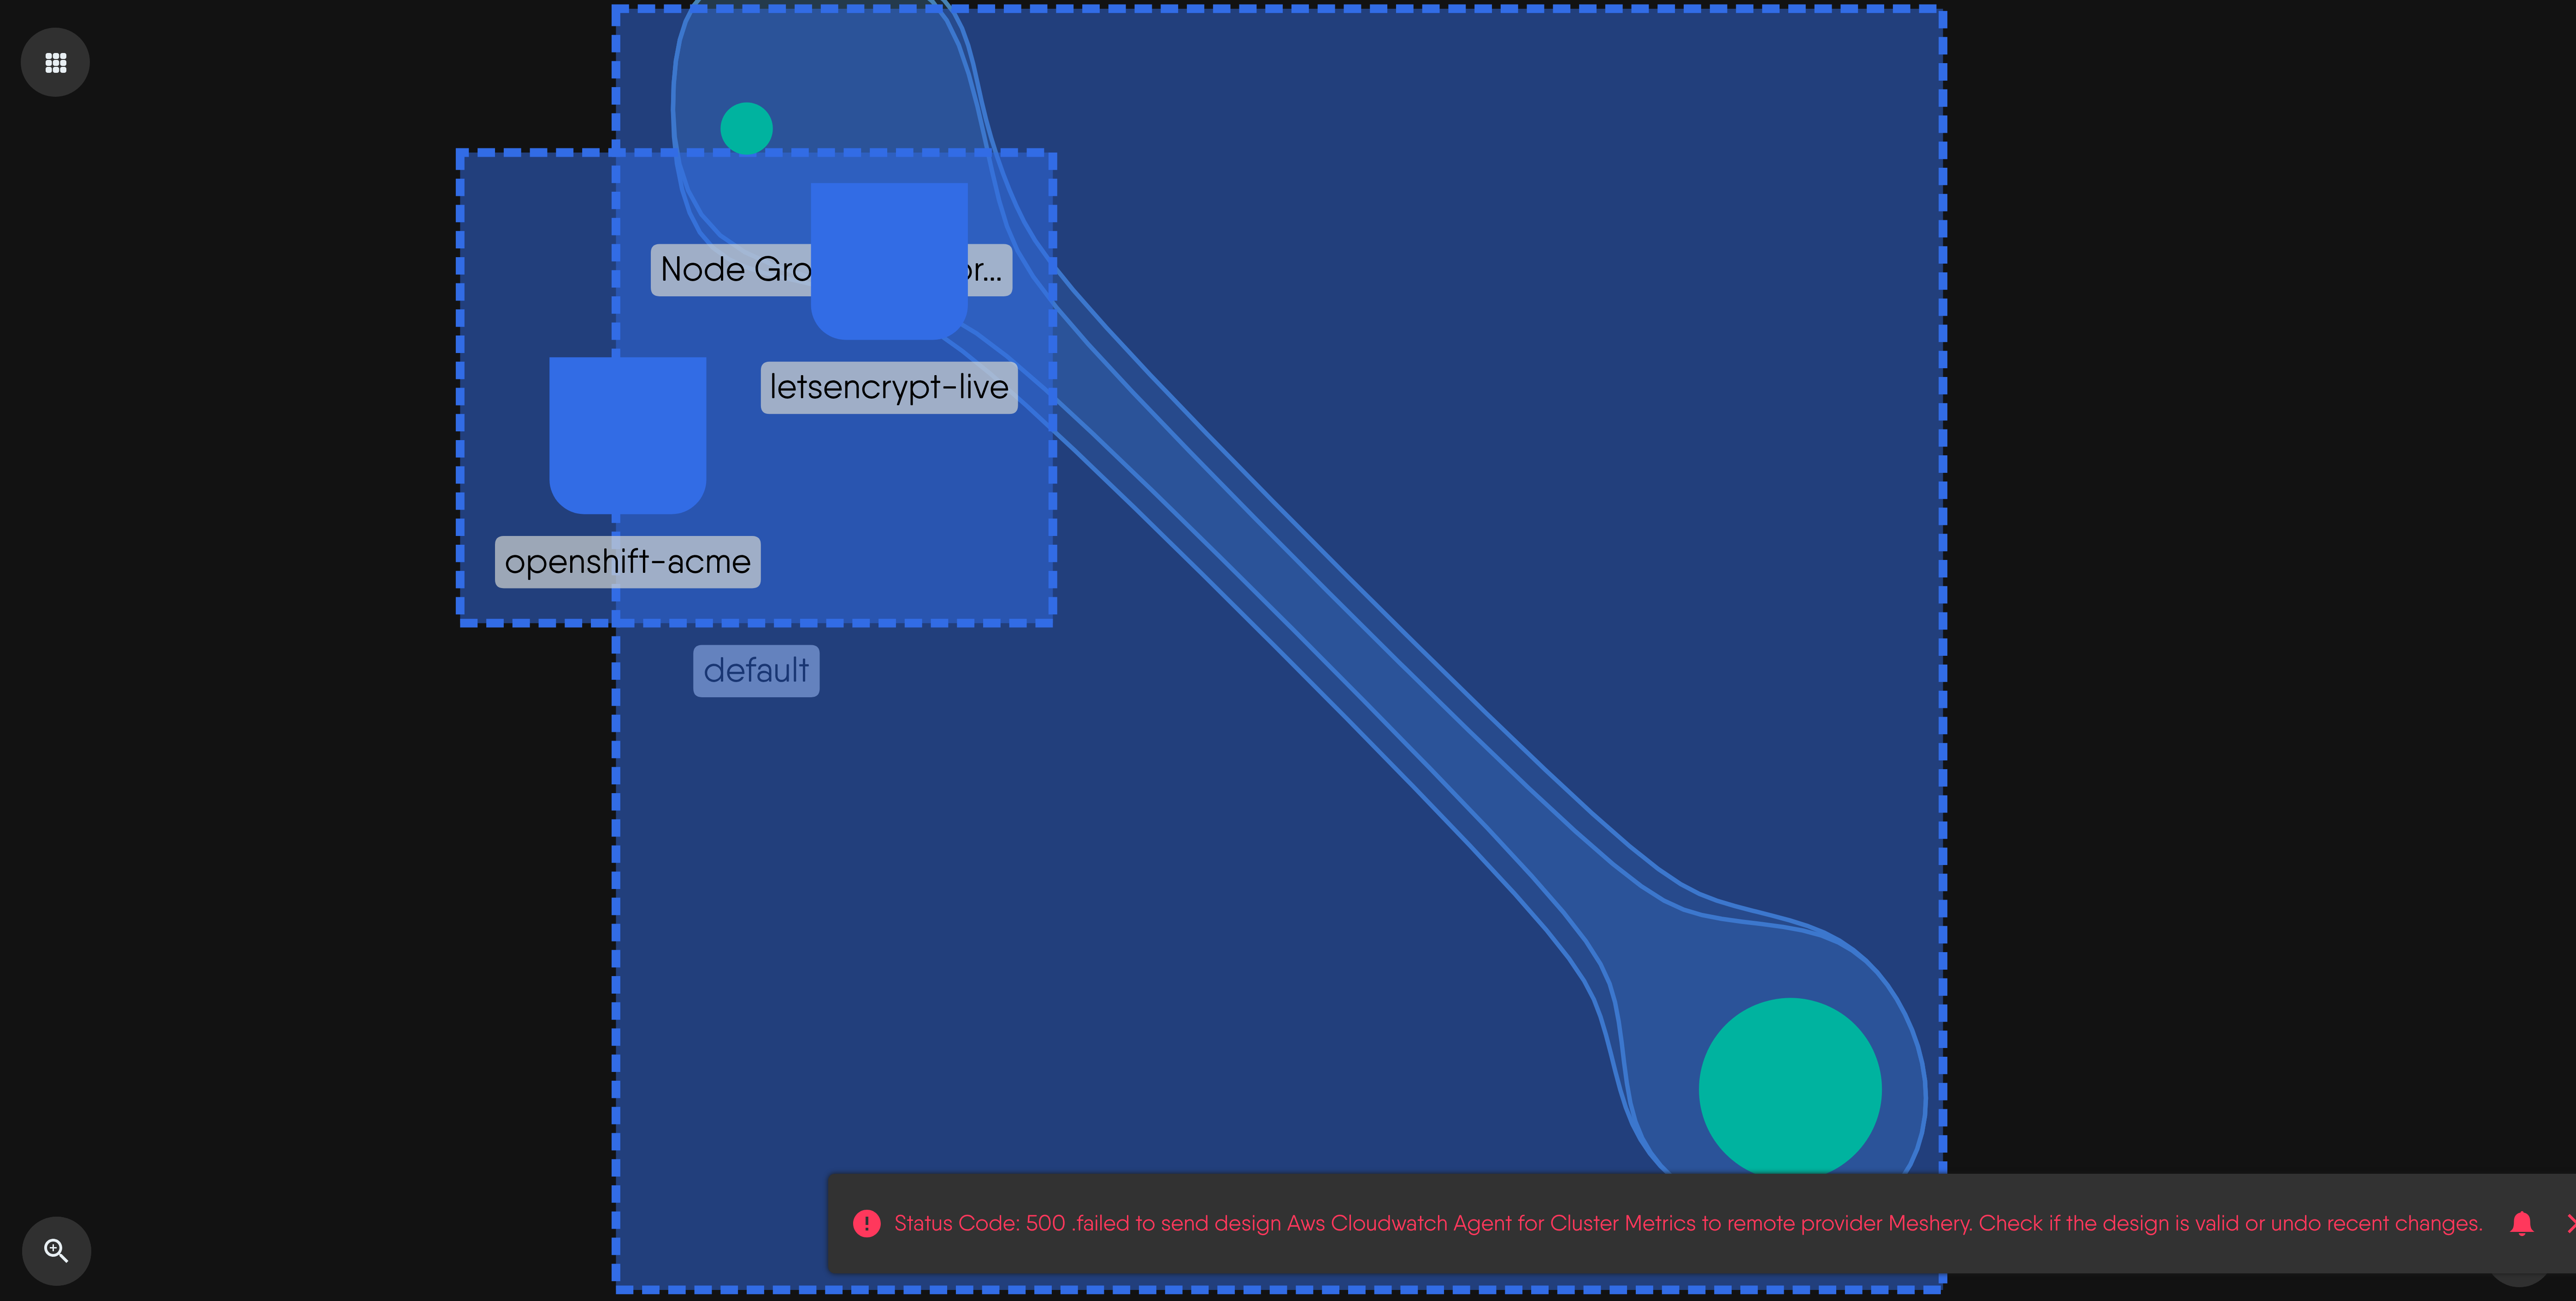 Node Gro
or...
letsencrypt-live
openshift-acme
default
Status Code: 500 .failed to send design Aws Cloudwatch Agent for Cluster Metrics to remote provider Meshery. Check if the design is valid or undo recent changes.